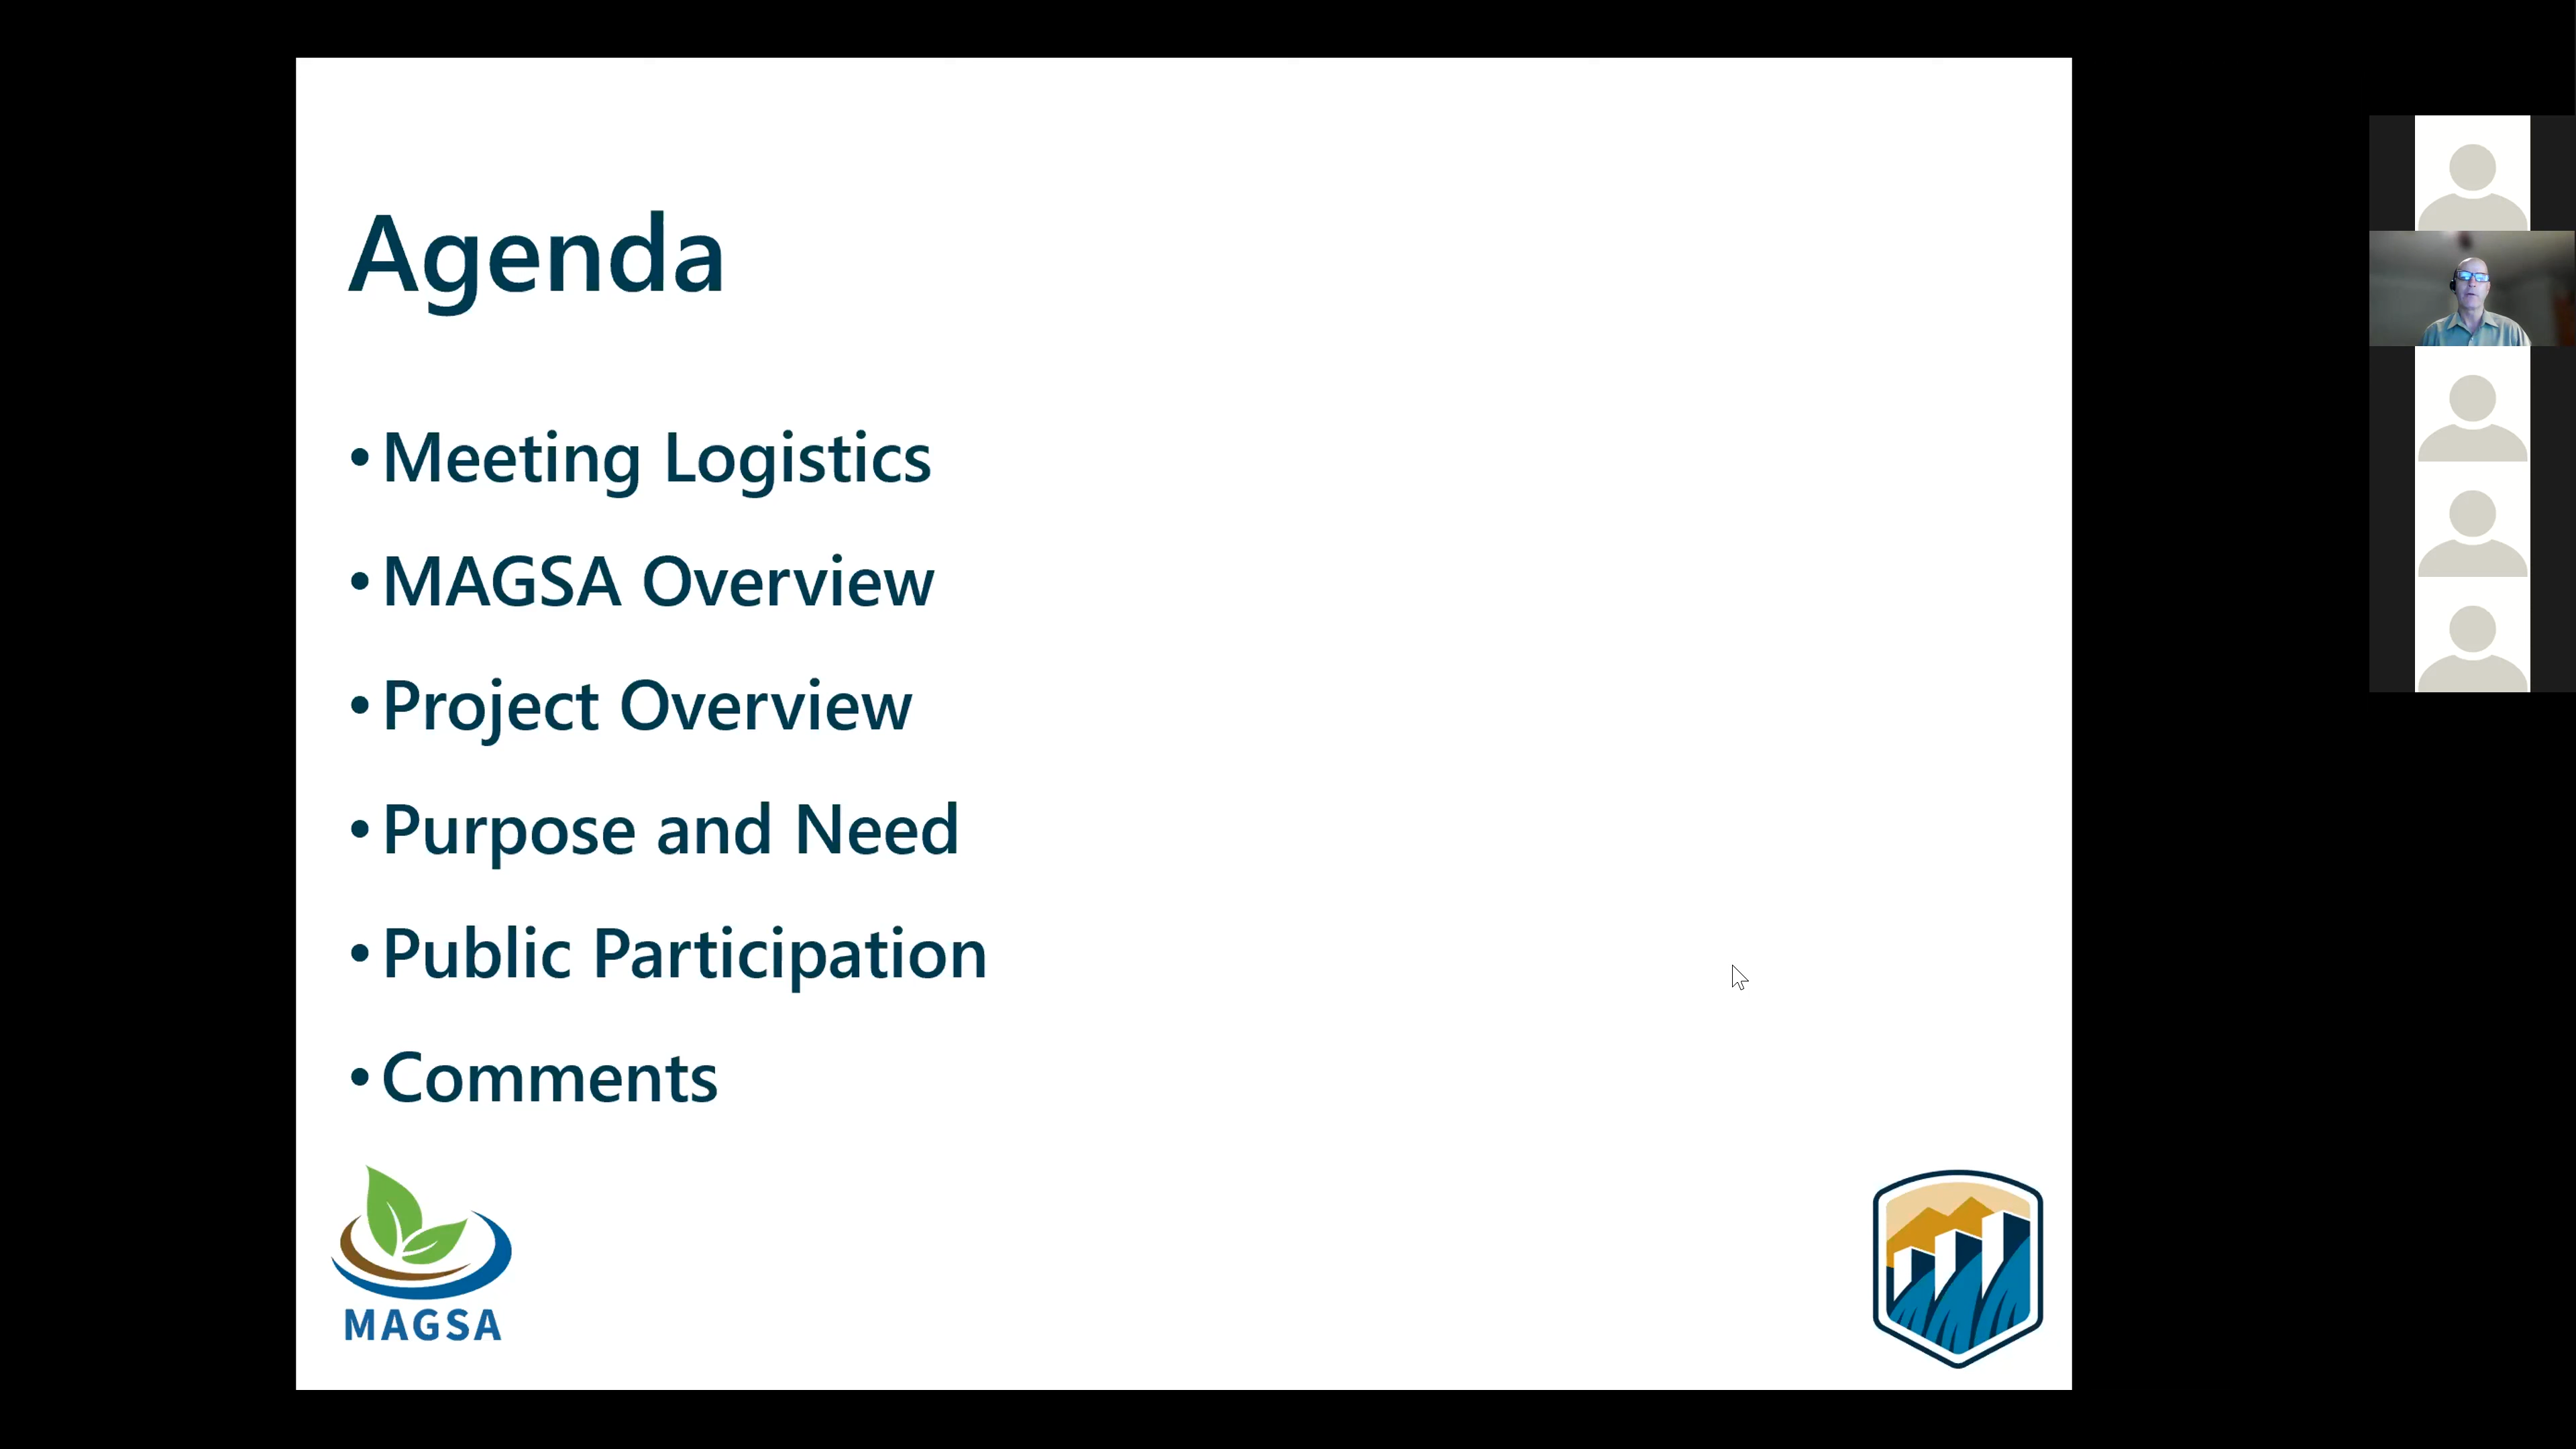 Agenda
• Meeting Logistics
• MAGSA Overview
• Project Overview
• Purpose and Need
• Public Participation
• Comments
MAGSA